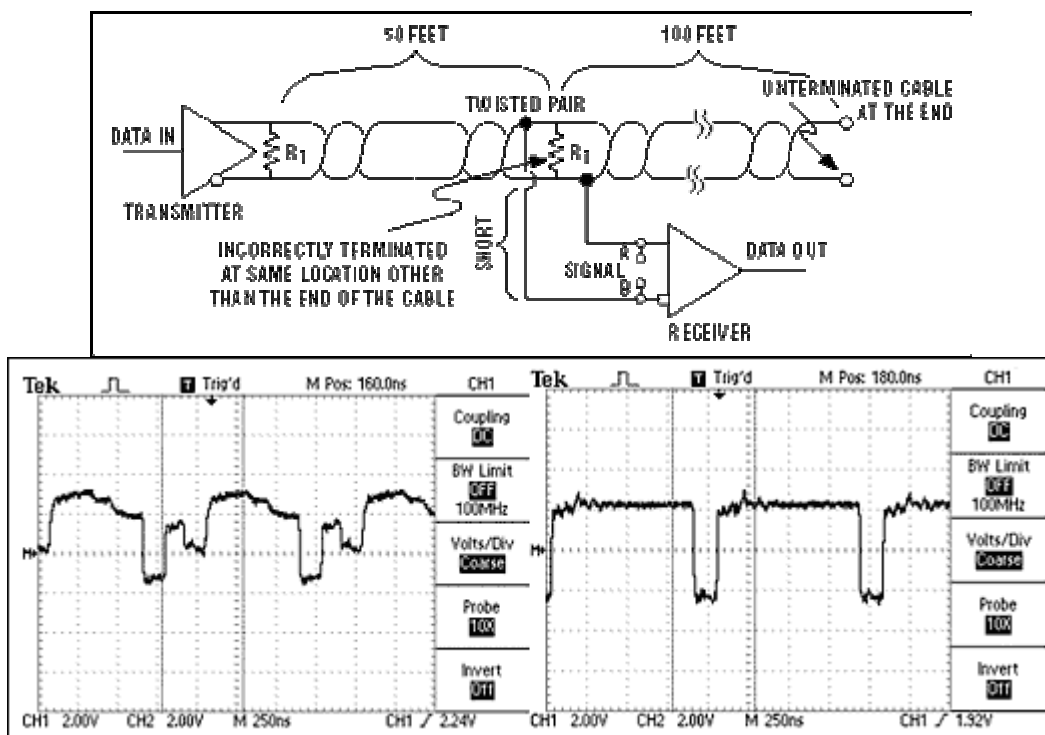 50 FEET
100 FEET
UNTERMINATED CABLE
AT THE END
TWISTED PAIR
DATA IN
R1
R1
TRANSMITTER
INCORRECTLY TERMINATED
AT SAME LOCATION OTHER
THAN THE END OF THE CABLE
SHORT
SIGNAL
A
B
DATA OUT
RECEIVER
Tek
T Trig'd
M Pos: 160.0ns
CH1
Coupling
DC
BW Limit
OFF
100MHz
Volts/Div
Coarse
Probe
10X
Invert
Off
M
CH1 2.00V
CH2 2.00V
M 250ns
CH1 / 2.24V
Tek
T Trig'd
M Pos: 180.0ns
CH1
Coupling
DC
BW Limit
OFF
100MHz
Volts/Div
Coarse
Probe
10X
Invert
Off
M
CH1 2.00V
CH2 2.00V
M 250ns
CH1 / 1.92V